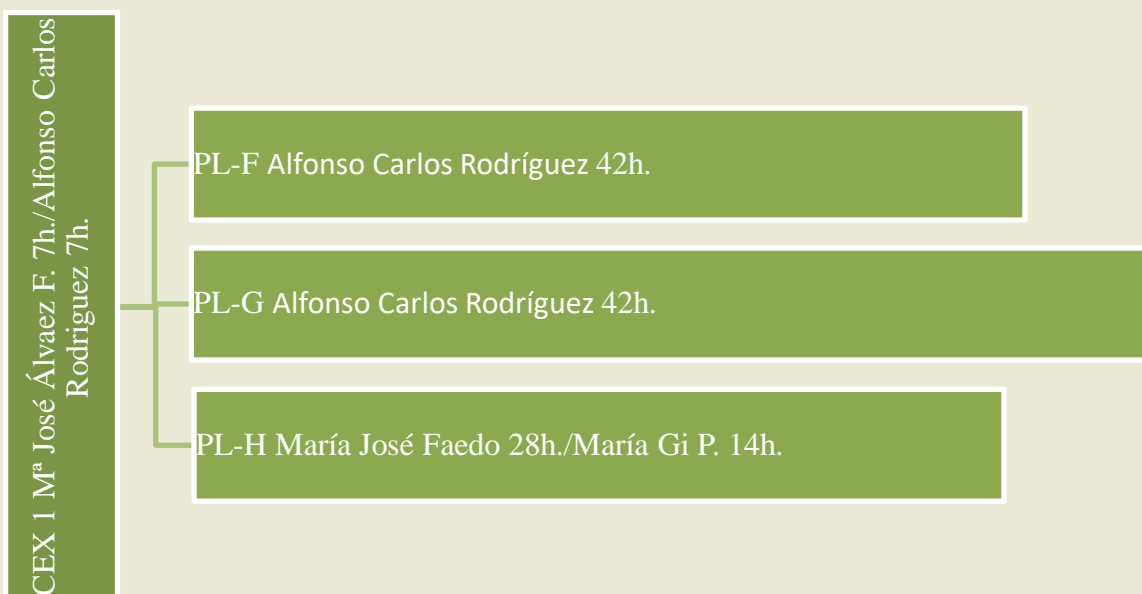 CEX 1 Mª José Álvaez F. 7h./Alfonso Carlos
Rodriguez 7h.
PL-F Alfonso Carlos Rodríguez 42h.
PL-G Alfonso Carlos Rodríguez 42h.
PL-H María José Faedo 28h./María Gi P. 14h.